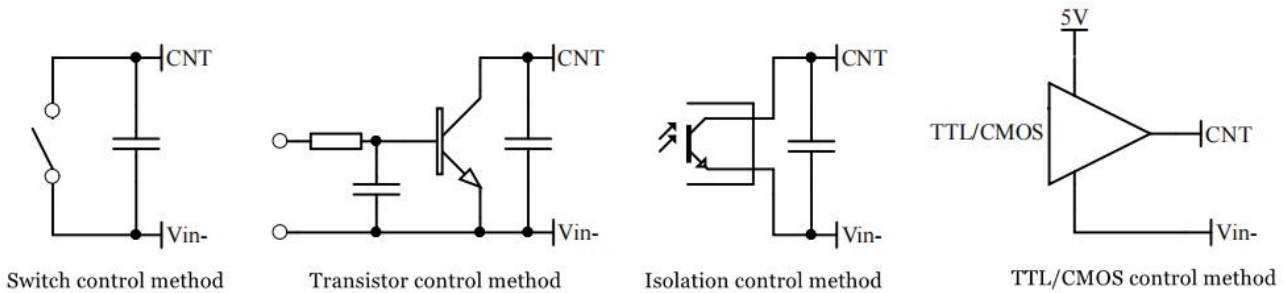 5V
CNT
CNT
CNT
TTL/CMOS
CNT
Vin-
Vin-
Vin-
Vin-
Switch control method
Transistor control method
Isolation control method
TTL/CMOS control method